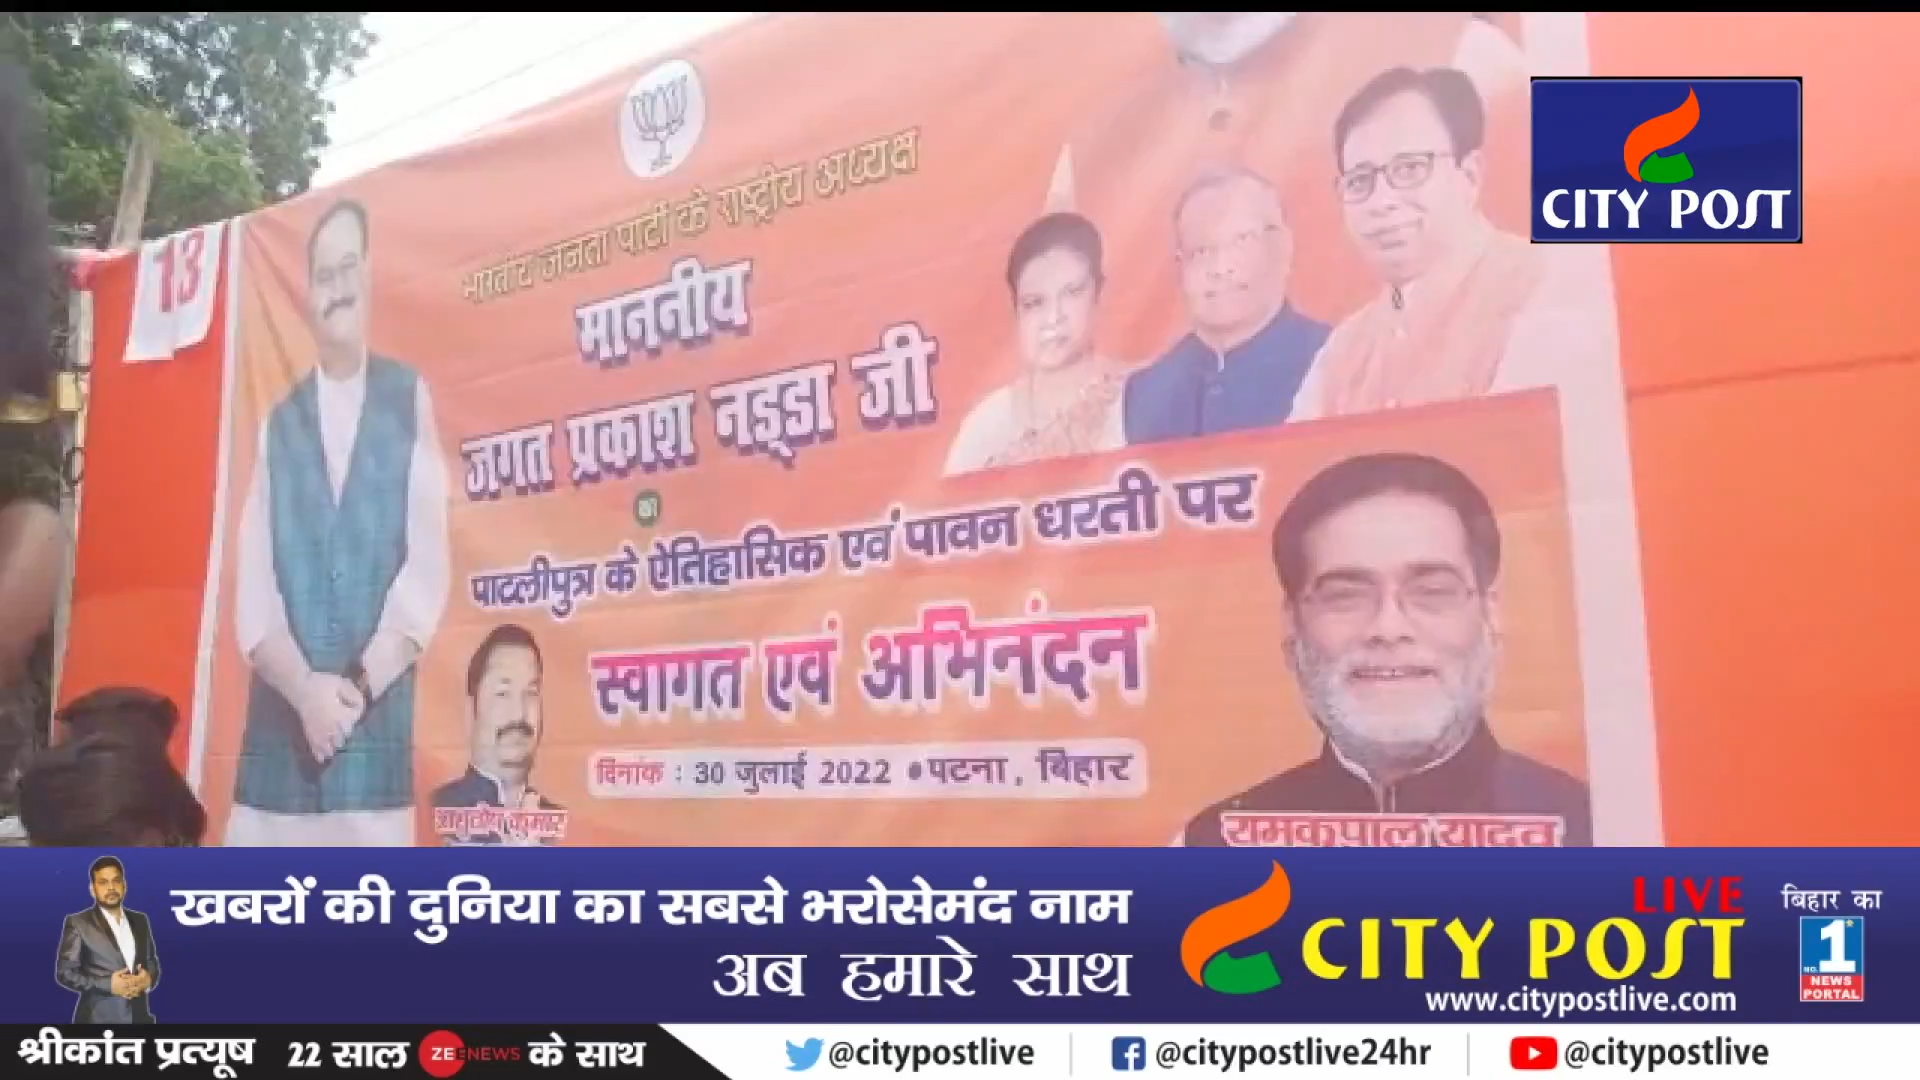 13
भारतीय जनता पार्टी के राष्ट्रीय अध्यक्ष
माननीय
जगत प्रकाश नड्डा जी
का
पाटलीपुत्र के ऐतिहासिक एवं पावन धरती पर
स्वागत एवं अभिनंदन
दिनांक : 30 जुलाई 2022 • पटना, बिहार
आशुतोष कुमार
रामकृपाल यादव
CITY POST
खबरों की दुनिया का सबसे भरोसेमंद नाम
अब हमारे साथ
LIVE
CITY POST
www.citypostlive.com
बिहार का
NO. 1
NEWS
PORTAL
श्रीकांत प्रत्यूष 22 साल ZEE NEWS के साथ
@citypostlive
@citypostlive24hr
@citypostlive